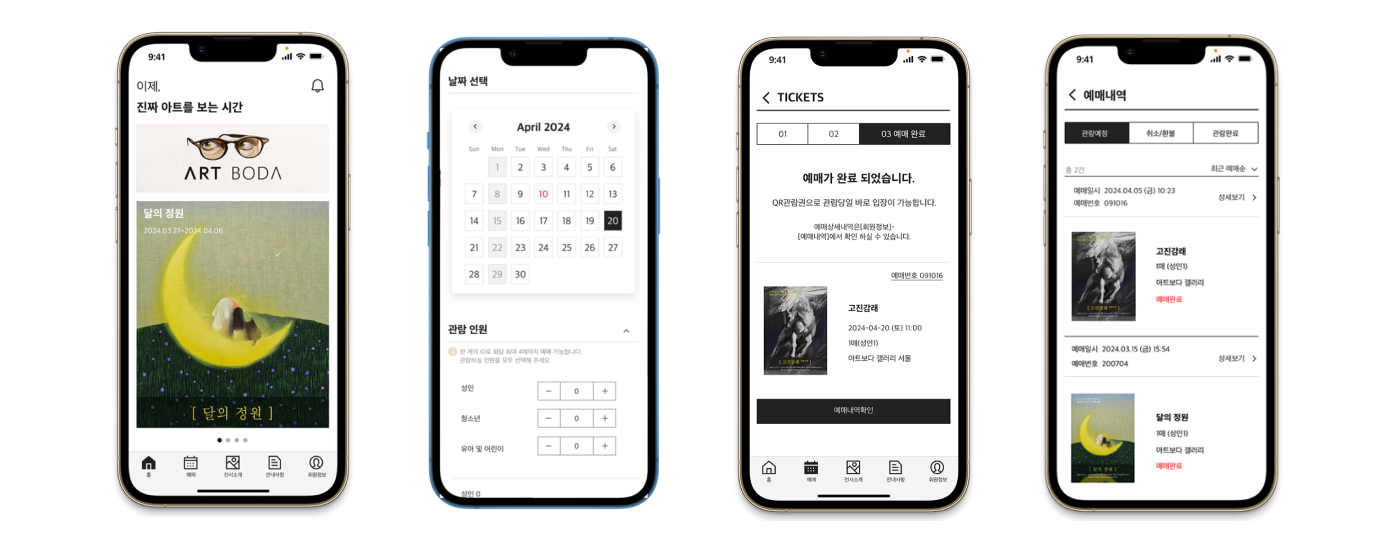 9:41
이제,
진짜 아트를 보는 시간
ART BODA
달의 정원
2024.03.27~2024.04.06
[ 달의 정원 ]
홈
예매
전시소개
안내사항
회원정보
날짜 선택
April 2024
Sun Mon Tue Wed Thu Fri Sat
1 2 3 4 5 6
7 8 9 10 11 12 13
14 15 16 17 18 19 20
21 22 23 24 25 26 27
28 29 30
관람 인원
한 개의 ID로 회당 최대 4매까지 예매 가능합니다.
관람하실 인원을 모두 선택해 주세요.
성인 − 0 +
청소년 − 0 +
유아 및 어린이 − 0 +
성인 0
9:41
TICKETS
01 02 03 예매 완료
예매가 완료 되었습니다.
QR관람권으로 관람당일 바로 입장이 가능합니다.
예매상세내역은[회원정보]-
[예매내역]에서 확인 하실 수 있습니다.
예매번호 091016
[ 고진감래
고진감래
2024-04-20 (토) 11:00
1매(성인1)
아트보다 갤러리 서울
예매내역확인
홈
예매
전시소개
안내사항
회원정보
9:41
예매내역
관람예정 취소/환불 관람완료
총 2건 최근 예매순
예매일시 2024.04.05 (금) 10:23
예매번호 091016
상세보기
고진감래
1매 (성인1)
아트보다 갤러리
예매완료
예매일시 2024.03.15 (금) 15:54
예매번호 200704
상세보기
[ 달의 정원 ]
달의 정원
1매 (성인1)
아트보다 갤러리
예매완료